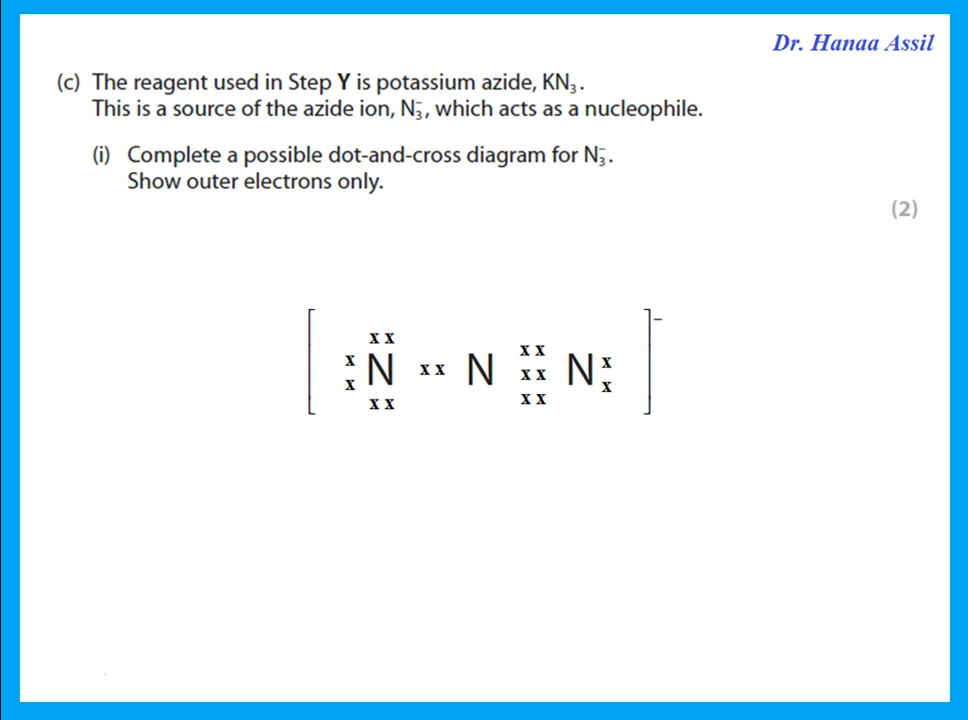 Dr. Hanaa Assil
(c) The reagent used in Step Y is potassium azide, KN₃.
This is a source of the azide ion, N₃⁻, which acts as a nucleophile.
(i) Complete a possible dot-and-cross diagram for N₃⁻.
Show outer electrons only.
(2)
x x x x
x N x x N x x N x
x x x
x x x x
–